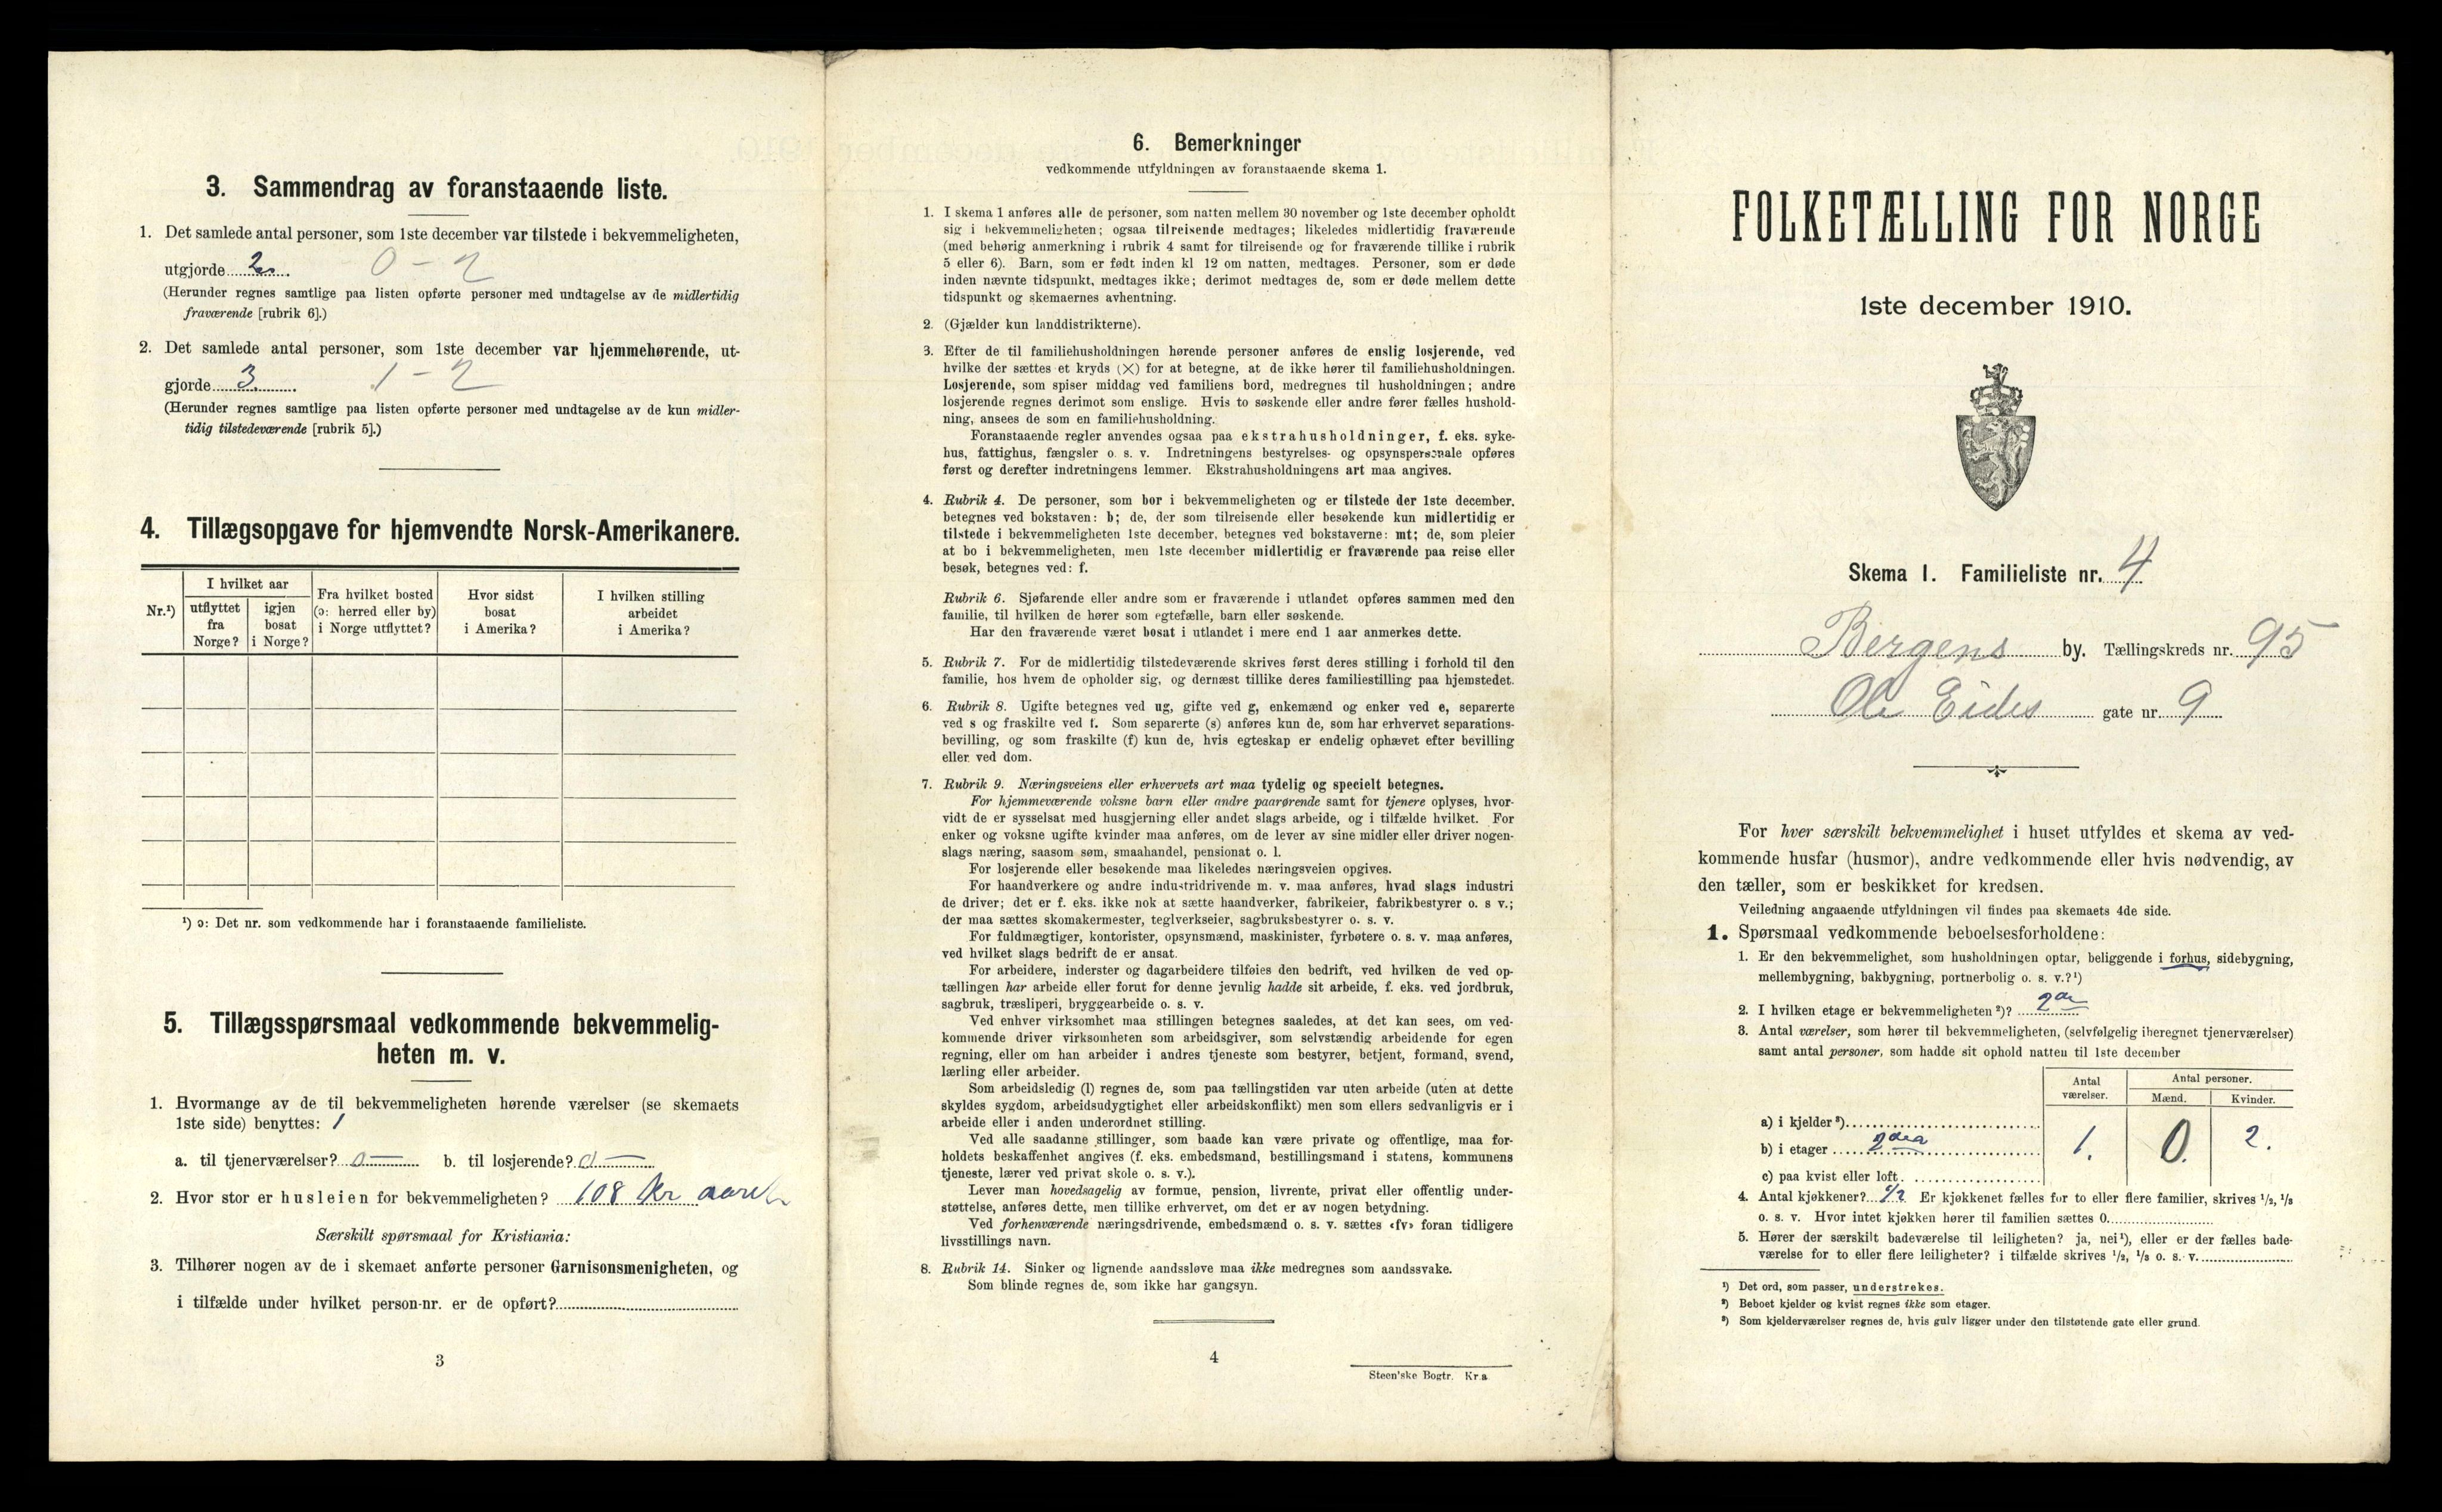 3. Sammendrag av foranstaaende liste.
1. Det samlede antal personer, som 1ste december var tilstede i bekvemmeligheten,
utgjorde 2 0 - 2
(Herunder regnes samtlige paa listen opførte personer med undtagelse av de midlertidig
fraværende [rubrik 6].)
2. Det samlede antal personer, som 1ste december var hjemmehørende, ut-
gjorde 3 1 - 2
(Herunder regnes samtlige paa listen opførte personer med undtagelse av de kun midler-
tidig tilstedeværende [rubrik 5].)
4. Tillægsopgave for hjemvendte Norsk-Amerikanere.
Nr.¹)
I hvilket aar
utflyttet fra Norge?
igjen bosat i Norge?
Fra hvilket bosted (ɔ: herred eller by) i Norge utflyttet?
Hvor sidst bosat i Amerika?
I hvilken stilling arbeidet i Amerika?
¹) ɔ: Det nr. som vedkommende har i foranstaaende familieliste.
5. Tillægsspørsmaal vedkommende bekvemmelig-
heten m. v.
1. Hvormange av de til bekvemmeligheten hørende værelser (se skemaets
1ste side) benyttes: 1
a. til tjenerværelser? 0 — b. til losjerende? 0 —
2. Hvor stor er husleien for bekvemmeligheten? 108 Kr
Særskilt spørsmaal for Kristiania:
3. Tilhører nogen av de i skemaet anførte personer Garnisonsmenigheten, og
i tilfælde under hvilket person-nr. er de opført?
3
6. Bemerkninger
vedkommende utfyldningen av foranstaaende skema 1.
1. I skema 1 anføres alle de personer, som natten mellem 30 november og 1ste december opholdt
sig i bekvemmeligheten; ogsaa tilreisende medtages; likeledes midlertidig fraværende
(med behørig anmerkning i rubrik 4 samt for tilreisende og for fraværende tillike i rubrik
5 eller 6). Barn, som er født inden kl 12 om natten, medtages. Personer, som er døde
inden nævnte tidspunkt, medtages ikke; derimot medtages de, som er døde mellem dette
tidspunkt og skemaernes avhentning.
2. (Gjælder kun landdistrikterne).
3. Efter de til familiehusholdningen hørende personer anføres de enslig losjerende, ved
hvilke der sættes et kryds (×) for at betegne, at de ikke hører til familiehusholdningen.
Losjerende, som spiser middag ved familiens bord, medregnes til husholdningen; andre
losjerende regnes derimot som enslige. Hvis to søskende eller andre fører fælles hushold-
ning, ansees de som en familiehusholdning.
Foranstaaende regler anvendes ogsaa paa ekstrahusholdninger, f. eks. syke-
hus, fattighus, fængsler o. s. v. Indretningens bestyrelses- og opsynspersonale opføres
først og derefter indretningens lemmer. Ekstrahusholdningens art maa angives.
4. Rubrik 4. De personer, som bor i bekvemmeligheten og er tilstede der 1ste december,
betegnes ved bokstaven: b; de, der som tilreisende eller besøkende kun midlertidig er
tilstede i bekvemmeligheten 1ste december, betegnes ved bokstaverne: mt; de, som pleier
at bo i bekvemmeligheten, men 1ste december midlertidig er fraværende paa reise eller
besøk, betegnes ved: f.
Rubrik 6. Sjøfarende eller andre som er fraværende i utlandet opføres sammen med den
familie, til hvilken de hører som egtefælle, barn eller søskende.
Har den fraværende været bosat i utlandet i mere end 1 aar anmerkes dette.
5. Rubrik 7. For de midlertidig tilstedeværende skrives først deres stilling i forhold til den
familie, hos hvem de opholder sig, og dernæst tillike deres familiestilling paa hjemstedet.
6. Rubrik 8. Ugifte betegnes ved ug, gifte ved g, enkemænd og enker ved e, separerte
ved s og fraskilte ved f. Som separerte (s) anføres kun de, som har erhvervet separations-
bevilling, og som fraskilte (f) kun de, hvis egteskap er endelig ophævet efter bevilling
eller ved dom.
7. Rubrik 9. Næringsveiens eller erhvervets art maa tydelig og specielt betegnes.
For hjemmeværende voksne barn eller andre paarørende samt for tjenere oplyses, hvor-
vidt de er sysselsat med husgjerning eller andet slags arbeide, og i tilfælde hvilket. For
enker og voksne ugifte kvinder maa anføres, om de lever av sine midler eller driver nogen-
slags næring, saasom søm, smaahandel, pensionat o. l.
For losjerende eller besøkende maa likeledes næringsveien opgives.
For haandverkere og andre industridrivende m. v. maa anføres, hvad slags industri
de driver; det er f. eks. ikke nok at sætte haandverker, fabrikeier, fabrikbestyrer o. s v.;
der maa sættes skomakermester, teglverkseier, sagbruksbestyrer o. s. v.
For fuldmægtiger, kontorister, opsynsmænd, maskinister, fyrbøtere o. s. v. maa anføres,
ved hvilket slags bedrift de er ansat.
For arbeidere, inderster og dagarbeidere tilføies den bedrift, ved hvilken de ved op-
tællingen har arbeide eller forut for denne jevnlig hadde sit arbeide, f. eks. ved jordbruk,
sagbruk, træsliperi, bryggearbeide o. s. v.
Ved enhver virksomhet maa stillingen betegnes saaledes, at det kan sees, om ved-
kommende driver virksomheten som arbeidsgiver, som selvstændig arbeidende for egen
regning, eller om han arbeider i andres tjeneste som bestyrer, betjent, formand, svend,
lærling eller arbeider.
Som arbeidsledig (l) regnes de, som paa tællingstiden var uten arbeide (uten at dette
skyldes sygdom, arbeidsudygtighet eller arbeidskonflikt) men som ellers sedvanligvis er i
arbeide eller i anden underordnet stilling.
Ved alle saadanne stillinger, som baade kan være private og offentlige, maa for-
holdets beskaffenhet angives (f. eks. embedsmand, bestillingsmand i statens, kommunens
tjeneste, lærer ved privat skole o. s. v.).
Lever man hovedsagelig av formue, pension, livrente, privat eller offentlig under-
støttelse, anføres dette, men tillike erhvervet, om det er av nogen betydning.
Ved forhenværende næringsdrivende, embedsmænd o. s. v. sættes «fv» foran tidligere
livsstillings navn.
8. Rubrik 14. Sinker og lignende aandssløve maa ikke medregnes som aandssvake.
Som blinde regnes de, som ikke har gangsyn.
4
Steen'ske Bogtr. Kr.a
FOLKETÆLLING FOR NORGE
1ste december 1910.
Skema 1. Familieliste nr. 4
Bergens by. Tællingskreds nr. 95
Ole Eides gate nr. 9
For hver særskilt bekvemmelighet i huset utfyldes et skema av ved-
kommende husfar (husmor), andre vedkommende eller hvis nødvendig, av
den tæller, som er beskikket for kredsen.
Veiledning angaaende utfyldningen vil findes paa skemaets 4de side.
1. Spørsmaal vedkommende beboelsesforholdene:
1. Er den bekvemmelighet, som husholdningen optar, beliggende i forhus, sidebygning,
mellembygning, bakbygning, portnerbolig o. s. v.?¹)
2. I hvilken etage er bekvemmeligheten²)?
3. Antal værelser, som hører til bekvemmeligheten, (selvfølgelig iberegnet tjenerværelser)
samt antal personer, som hadde sit ophold natten til 1ste december
Antal værelser.
Antal personer.
Mænd. Kvinder.
a) i kjelder³)
b) i etager 1. 0. 2.
c) paa kvist eller loft
4. Antal kjøkkener? 1/2 Er kjøkkenet fælles for to eller flere familier, skrives 1/2, 1/3
o. s. v. Hvor intet kjøkken hører til familien sættes 0.
5. Hører der særskilt badeværelse til leiligheten? ja, nei¹), eller er der fælles bade-
værelse for to eller flere leiligheter? i tilfælde skrives 1/2, 1/3 o. s. v.
¹) Det ord, som passer, understrekes.
²) Beboet kjelder og kvist regnes ikke som etager.
³) Som kjelderværelser regnes de, hvis gulv ligger under den tilstøtende gate eller grund.